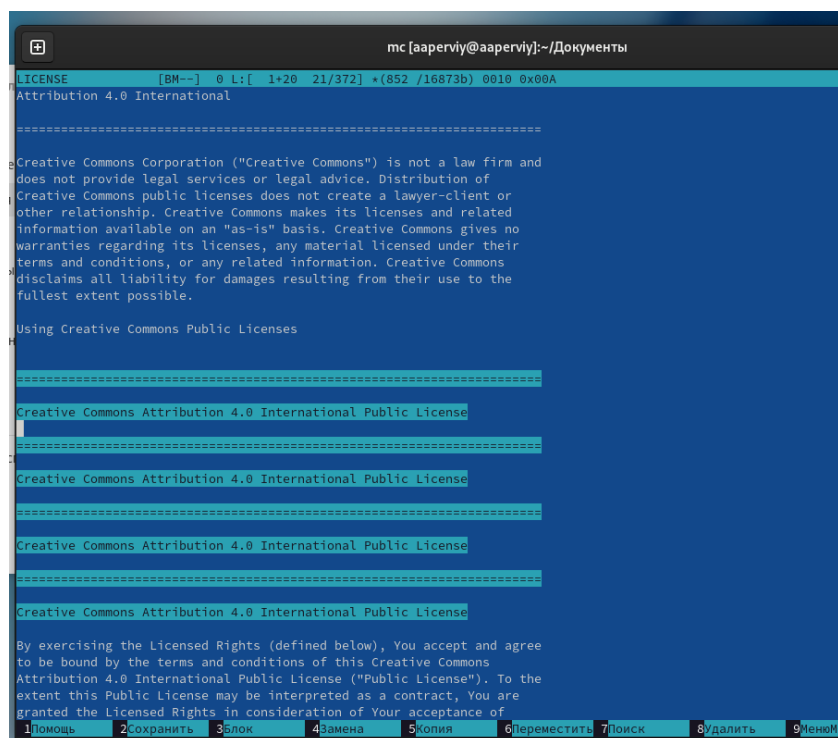 mc [aaperviy@aaperviy]:~/Документы
LICENSE [BM--] 0 L:[ 1+20 21/372] *(852 /16873b) 0010 0x00A
Attribution 4.0 International
=======================================================================
Creative Commons Corporation ("Creative Commons") is not a law firm and
does not provide legal services or legal advice. Distribution of
Creative Commons public licenses does not create a lawyer-client or
other relationship. Creative Commons makes its licenses and related
information available on an "as-is" basis. Creative Commons gives no
warranties regarding its licenses, any material licensed under their
terms and conditions, or any related information. Creative Commons
disclaims all liability for damages resulting from their use to the
fullest extent possible.
Using Creative Commons Public Licenses
=======================================================================
Creative Commons Attribution 4.0 International Public License
=======================================================================
Creative Commons Attribution 4.0 International Public License
=======================================================================
Creative Commons Attribution 4.0 International Public License
=======================================================================
Creative Commons Attribution 4.0 International Public License
By exercising the Licensed Rights (defined below), You accept and agree
to be bound by the terms and conditions of this Creative Commons
Attribution 4.0 International Public License ("Public License"). To the
extent this Public License may be interpreted as a contract, You are
granted the Licensed Rights in consideration of Your acceptance of
1Помощь 2Сохранить 3Блок 4Замена 5Копия 6Переместить 7Поиск 8Удалить 9МенюМ